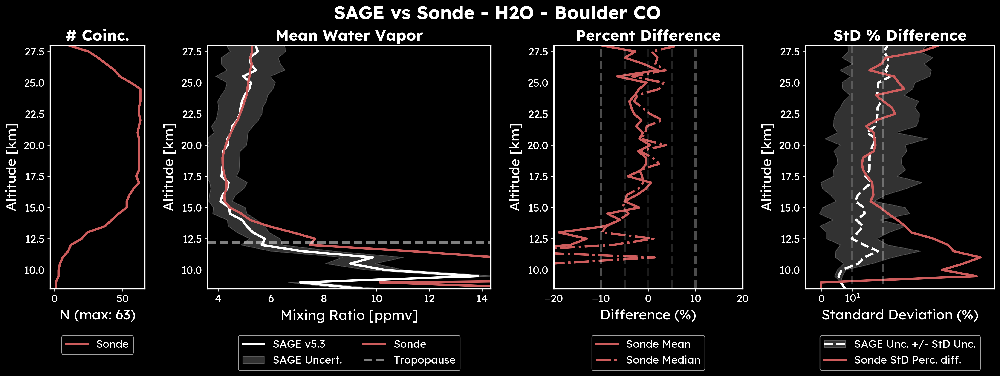 SAGE vs Sonde - H2O - Boulder CO
# Coinc.
Altitude [km]
27.5
25.0
22.5
20.0
17.5
15.0
12.5
10.0
0 50
N (max: 63)
Sonde
Mean Water Vapor
Altitude [km]
27.5
25.0
22.5
20.0
17.5
15.0
12.5
10.0
4 6 8 10 12 14
Mixing Ratio [ppmv]
SAGE v5.3 Sonde
SAGE Uncert. Tropopause
Percent Difference
Altitude [km]
27.5
25.0
22.5
20.0
17.5
15.0
12.5
10.0
−20 −10 0 10 20
Difference (%)
Sonde Mean
Sonde Median
StD % Difference
Altitude [km]
27.5
25.0
22.5
20.0
17.5
15.0
12.5
10.0
0 10¹
Standard Deviation (%)
SAGE Unc. +/- StD Unc.
Sonde StD Perc. diff.